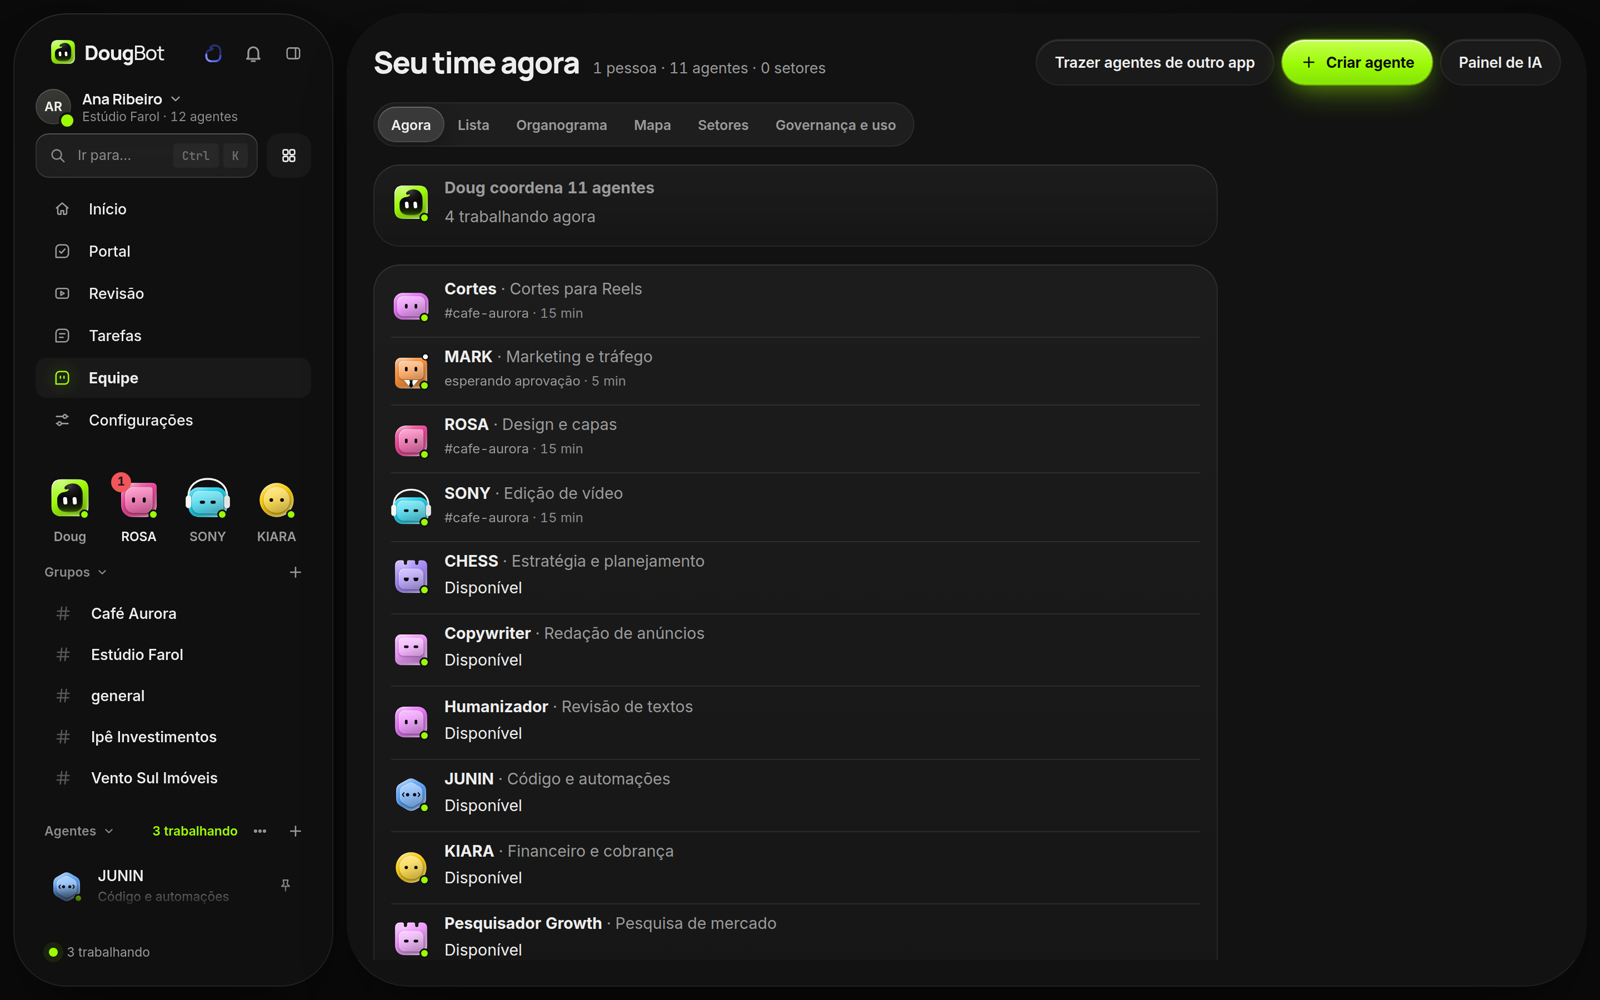 DougBot
AR
Ana Ribeiro
Estúdio Farol · 12 agentes
Ir para...
Ctrl
K
Início
Portal
Revisão
Tarefas
Equipe
Configurações
1
Doug
ROSA
SONY
KIARA
Grupos
# Café Aurora
# Estúdio Farol
# general
# Ipê Investimentos
# Vento Sul Imóveis
Agentes
3 trabalhando
JUNIN
Código e automações
3 trabalhando
Seu time agora
1 pessoa · 11 agentes · 0 setores
Trazer agentes de outro app
+ Criar agente
Painel de IA
Agora
Lista
Organograma
Mapa
Setores
Governança e uso
Doug coordena 11 agentes
4 trabalhando agora
Cortes · Cortes para Reels
#cafe-aurora · 15 min
MARK · Marketing e tráfego
esperando aprovação · 5 min
ROSA · Design e capas
#cafe-aurora · 15 min
SONY · Edição de vídeo
#cafe-aurora · 15 min
CHESS · Estratégia e planejamento
Disponível
Copywriter · Redação de anúncios
Disponível
Humanizador · Revisão de textos
Disponível
JUNIN · Código e automações
Disponível
KIARA · Financeiro e cobrança
Disponível
Pesquisador Growth · Pesquisa de mercado
Disponível